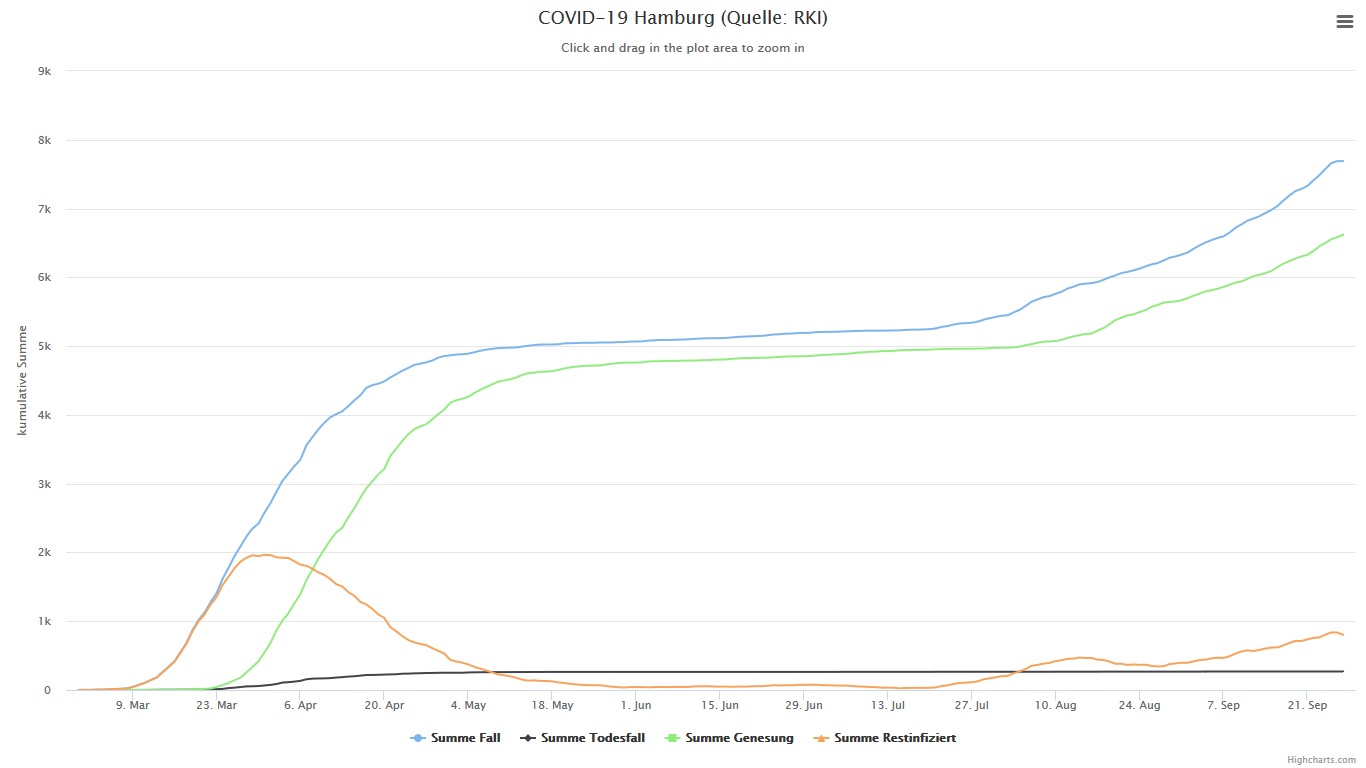 COVID-19 Hamburg (Quelle: RKI)
Click and drag in the plot area to zoom in
kumulative Summe
9k
8k
7k
6k
5k
4k
3k
2k
1k
0
9. Mar 23. Mar 6. Apr 20. Apr 4. May 18. May 1. Jun 15. Jun 29. Jun 13. Jul 27. Jul 10. Aug 24. Aug 7. Sep 21. Sep
Summe Fall Summe Todesfall Summe Genesung Summe Restinfiziert
Highcharts.com